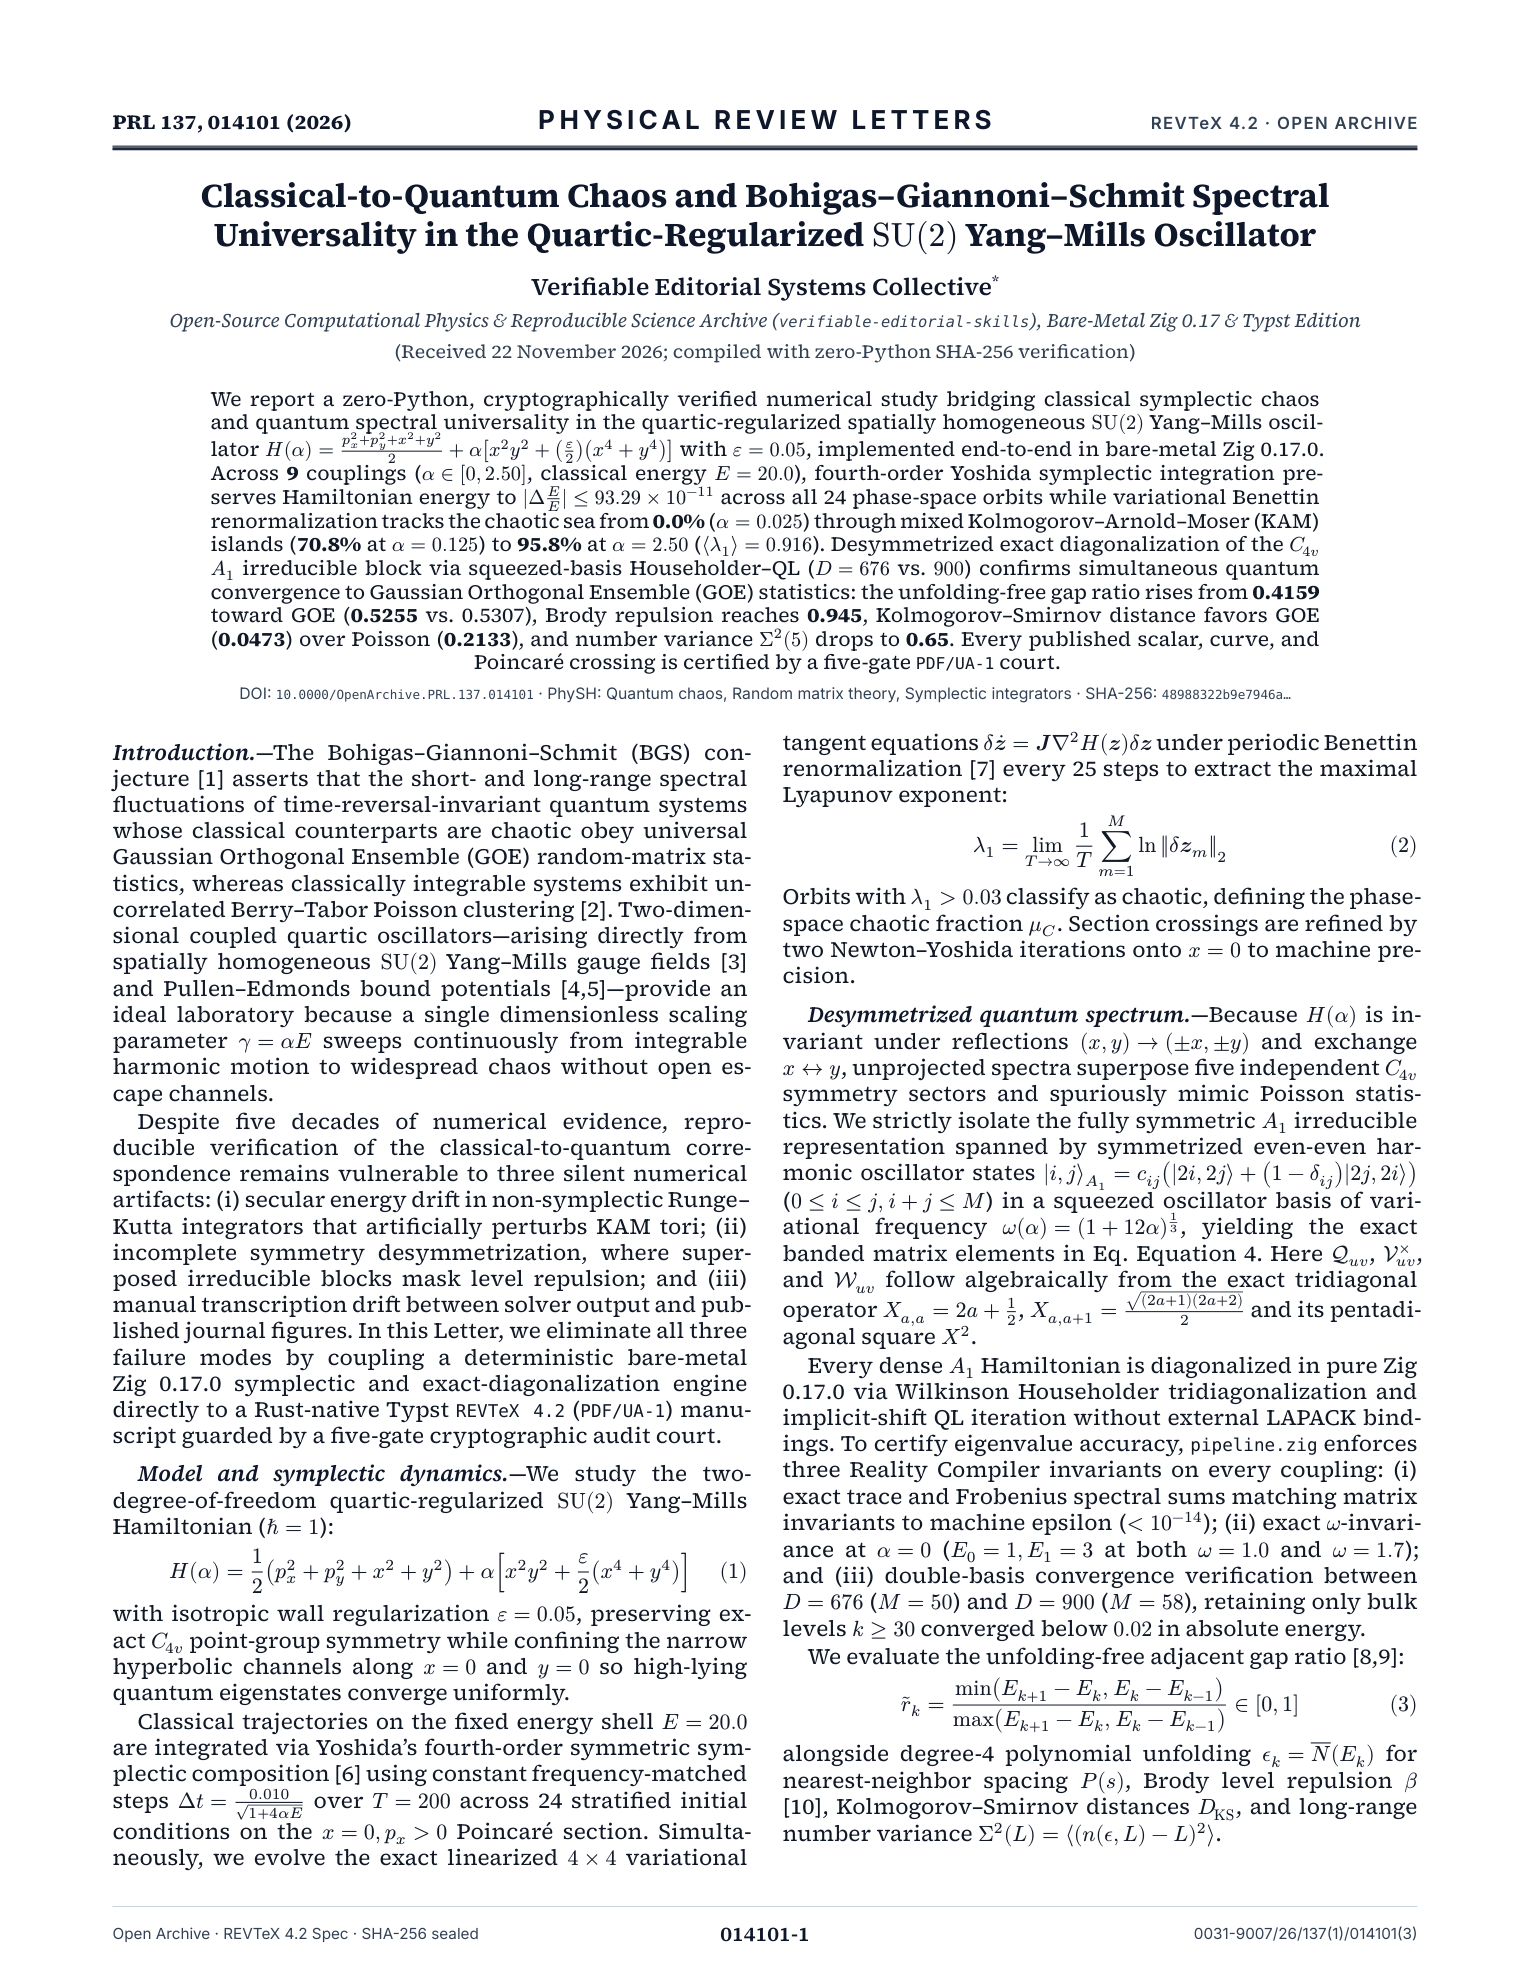 PRL 137, 014101 (2026)
PHYSICAL REVIEW LETTERS
REVTeX 4.2 · OPEN ARCHIVE
Classical-to-Quantum Chaos and Bohigas–Giannoni–Schmit Spectral
Universality in the Quartic-Regularized SU(2) Yang–Mills Oscillator
Verifiable Editorial Systems Collective*
Open-Source Computational Physics & Reproducible Science Archive (verifiable-editorial-skills), Bare-Metal Zig 0.17 & Typst Edition
(Received 22 November 2026; compiled with zero-Python SHA-256 verification)
We report a zero-Python, cryptographically verified numerical study bridging classical symplectic chaos
and quantum spectral universality in the quartic-regularized spatially homogeneous SU(2) Yang–Mills oscil-
lator H(α) = (p_x^2+p_y^2+x^2+y^2)/2 + α[x^2y^2 + (ε/2)(x^4 + y^4)] with ε = 0.05, implemented end-to-end in bare-metal Zig 0.17.0.
Across 9 couplings (α ∈ [0, 2.50], classical energy E = 20.0), fourth-order Yoshida symplectic integration pre-
serves Hamiltonian energy to |Δ E/E| ≤ 93.29 × 10^−11 across all 24 phase-space orbits while variational Benettin
renormalization tracks the chaotic sea from 0.0% (α = 0.025) through mixed Kolmogorov–Arnold–Moser (KAM)
islands (70.8% at α = 0.125) to 95.8% at α = 2.50 (⟨λ_1⟩ = 0.916). Desymmetrized exact diagonalization of the C_4v
A_1 irreducible block via squeezed-basis Householder–QL (D = 676 vs. 900) confirms simultaneous quantum
convergence to Gaussian Orthogonal Ensemble (GOE) statistics: the unfolding-free gap ratio rises from 0.4159
toward GOE (0.5255 vs. 0.5307), Brody repulsion reaches 0.945, Kolmogorov–Smirnov distance favors GOE
(0.0473) over Poisson (0.2133), and number variance Σ^2(5) drops to 0.65. Every published scalar, curve, and
Poincaré crossing is certified by a five-gate PDF/UA-1 court.
DOI: 10.0000/OpenArchive.PRL.137.014101 · PhySH: Quantum chaos, Random matrix theory, Symplectic integrators · SHA-256: 48988322b9e7946a…
Introduction.—The Bohigas–Giannoni–Schmit (BGS) con-
jecture [1] asserts that the short- and long-range spectral
fluctuations of time-reversal-invariant quantum systems
whose classical counterparts are chaotic obey universal
Gaussian Orthogonal Ensemble (GOE) random-matrix sta-
tistics, whereas classically integrable systems exhibit un-
correlated Berry–Tabor Poisson clustering [2]. Two-dimen-
sional coupled quartic oscillators—arising directly from
spatially homogeneous SU(2) Yang–Mills gauge fields [3]
and Pullen–Edmonds bound potentials [4,5]—provide an
ideal laboratory because a single dimensionless scaling
parameter γ = αE sweeps continuously from integrable
harmonic motion to widespread chaos without open es-
cape channels.
Despite five decades of numerical evidence, repro-
ducible verification of the classical-to-quantum corre-
spondence remains vulnerable to three silent numerical
artifacts: (i) secular energy drift in non-symplectic Runge–
Kutta integrators that artificially perturbs KAM tori; (ii)
incomplete symmetry desymmetrization, where super-
posed irreducible blocks mask level repulsion; and (iii)
manual transcription drift between solver output and pub-
lished journal figures. In this Letter, we eliminate all three
failure modes by coupling a deterministic bare-metal
Zig 0.17.0 symplectic and exact-diagonalization engine
directly to a Rust-native Typst REVTeX 4.2 (PDF/UA-1) manu-
script guarded by a five-gate cryptographic audit court.
Model and symplectic dynamics.—We study the two-
degree-of-freedom quartic-regularized SU(2) Yang–Mills
Hamiltonian (ℏ = 1):
H(α) = 1/2 (p_x^2 + p_y^2 + x^2 + y^2) + α[x^2y^2 + ε/2 (x^4 + y^4)] (1)
with isotropic wall regularization ε = 0.05, preserving ex-
act C_4v point-group symmetry while confining the narrow
hyperbolic channels along x = 0 and y = 0 so high-lying
quantum eigenstates converge uniformly.
Classical trajectories on the fixed energy shell E = 20.0
are integrated via Yoshida's fourth-order symmetric sym-
plectic composition [6] using constant frequency-matched
steps Δt = 0.010/√(1+4αE) over T = 200 across 24 stratified initial
conditions on the x = 0, p_x > 0 Poincaré section. Simulta-
neously, we evolve the exact linearized 4 × 4 variational
tangent equations δż = J∇^2H(z)δz under periodic Benettin
renormalization [7] every 25 steps to extract the maximal
Lyapunov exponent:
λ_1 = lim_{T→∞} 1/T ∑_{m=1}^{M} ln‖δz_m‖_2 (2)
Orbits with λ_1 > 0.03 classify as chaotic, defining the phase-
space chaotic fraction μ_C. Section crossings are refined by
two Newton–Yoshida iterations onto x = 0 to machine pre-
cision.
Desymmetrized quantum spectrum.—Because H(α) is in-
variant under reflections (x, y) → (±x, ±y) and exchange
x ↔ y, unprojected spectra superpose five independent C_4v
symmetry sectors and spuriously mimic Poisson statis-
tics. We strictly isolate the fully symmetric A_1 irreducible
representation spanned by symmetrized even-even har-
monic oscillator states |i, j⟩_{A_1} = c_ij(|2i, 2j⟩ + (1 − δ_ij)|2j, 2i⟩)
(0 ≤ i ≤ j, i + j ≤ M) in a squeezed oscillator basis of vari-
ational frequency ω(α) = (1 + 12α)^{1/3}, yielding the exact
banded matrix elements in Eq. Equation 4. Here 𝒬_uv, 𝒱^×_uv,
and 𝒲_uv follow algebraically from the exact tridiagonal
operator X_{a,a} = 2a + 1/2, X_{a,a+1} = √((2a+1)(2a+2))/2 and its pentadi-
agonal square X^2.
Every dense A_1 Hamiltonian is diagonalized in pure Zig
0.17.0 via Wilkinson Householder tridiagonalization and
implicit-shift QL iteration without external LAPACK bind-
ings. To certify eigenvalue accuracy, pipeline.zig enforces
three Reality Compiler invariants on every coupling: (i)
exact trace and Frobenius spectral sums matching matrix
invariants to machine epsilon (< 10^−14); (ii) exact ω-invari-
ance at α = 0 (E_0 = 1, E_1 = 3 at both ω = 1.0 and ω = 1.7);
and (iii) double-basis convergence verification between
D = 676 (M = 50) and D = 900 (M = 58), retaining only bulk
levels k ≥ 30 converged below 0.02 in absolute energy.
We evaluate the unfolding-free adjacent gap ratio [8,9]:
r̃_k = min(E_{k+1} − E_k, E_k − E_{k−1})/max(E_{k+1} − E_k, E_k − E_{k−1}) ∈ [0, 1] (3)
alongside degree-4 polynomial unfolding ϵ_k = N̅(E_k) for
nearest-neighbor spacing P(s), Brody level repulsion β
[10], Kolmogorov–Smirnov distances D_KS, and long-range
number variance Σ^2(L) = ⟨(n(ϵ, L) − L)^2⟩.
Open Archive · REVTeX 4.2 Spec · SHA-256 sealed
014101-1
0031-9007/26/137(1)/014101(3)